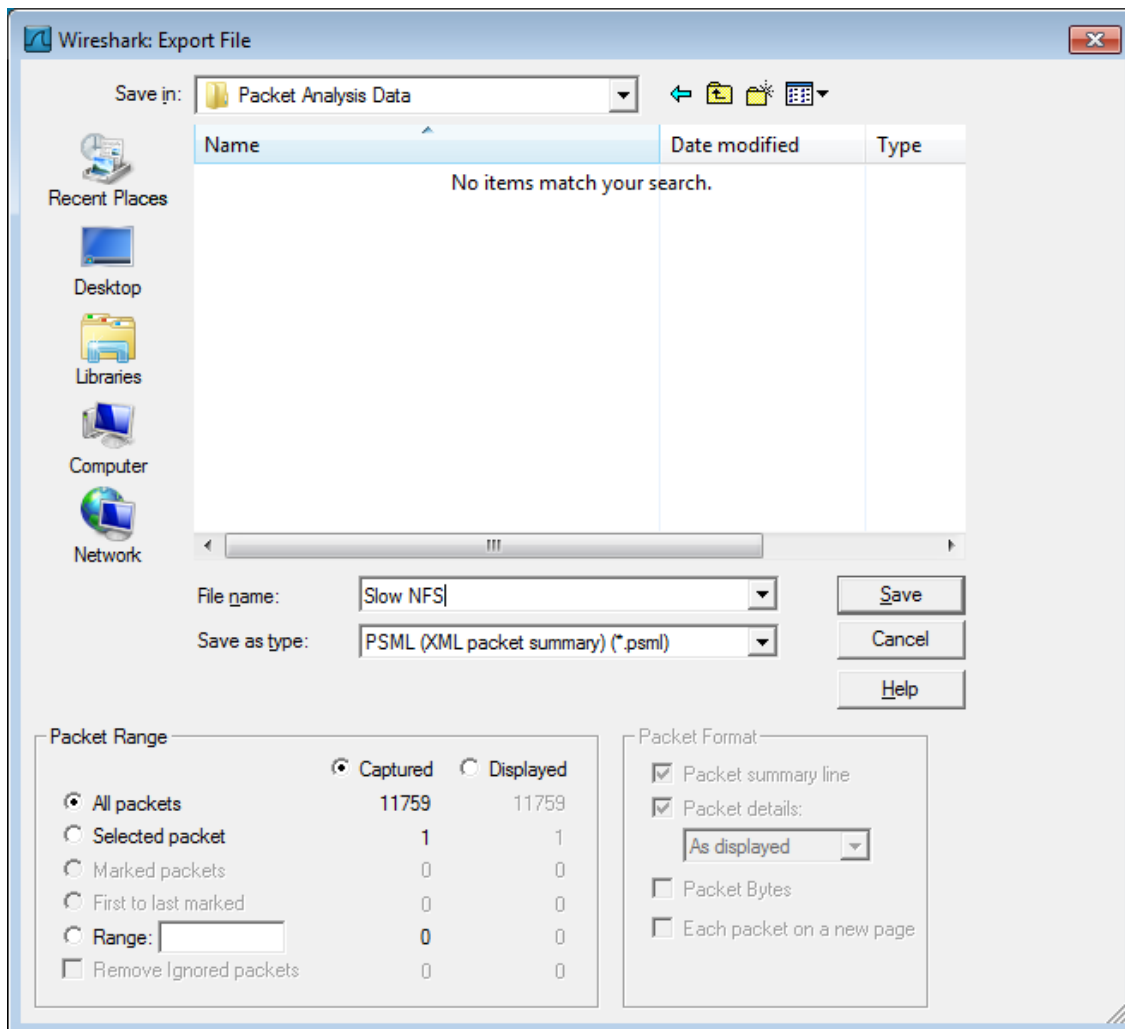 Wireshark: Export File
Save in: Packet Analysis Data
Name Date modified Type
No items match your search.
Recent Places
Desktop
Libraries
Computer
Network
File name: Slow NFS Save
Save as type: PSML (XML packet summary) (*.psml) Cancel
Help
Packet Range
Captured Displayed
All packets 11759 11759
Selected packet 1 1
Marked packets 0 0
First to last marked 0 0
Range: 0 0
Remove Ignored packets 0 0
Packet Format
Packet summary line
Packet details:
As displayed
Packet Bytes
Each packet on a new page